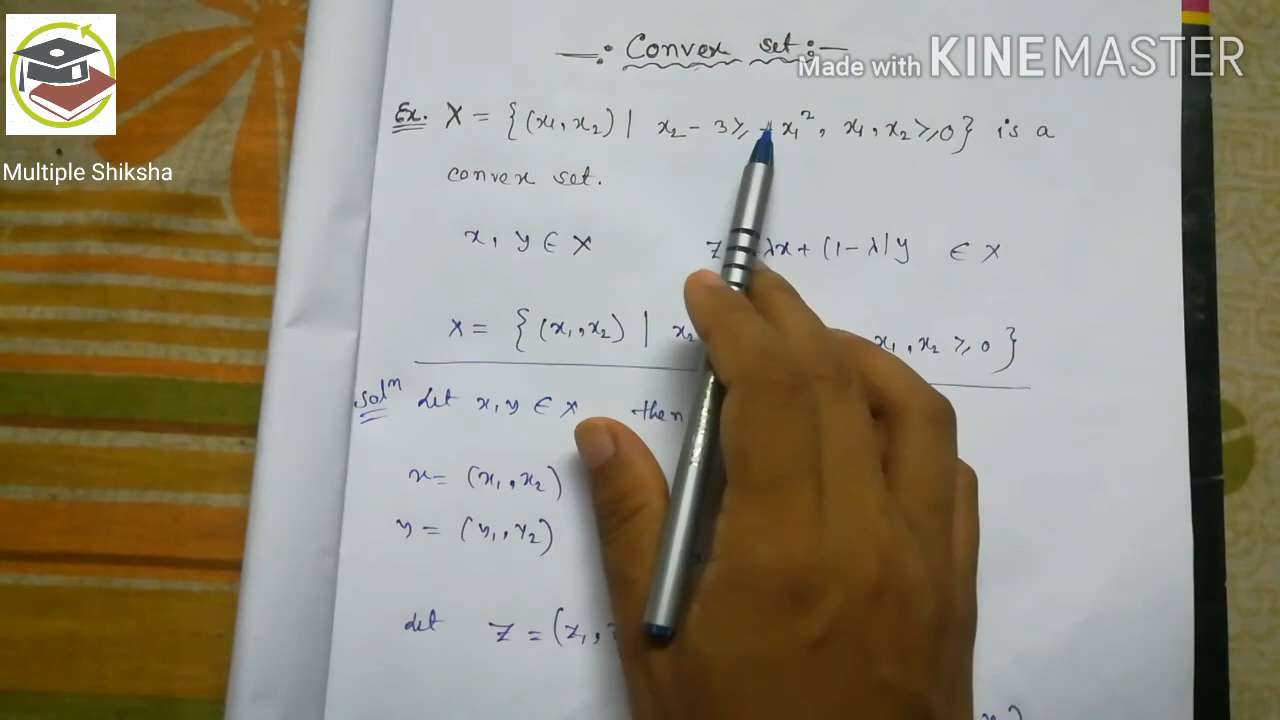 —: Convex set :—
Made with KINEMASTER
Multiple Shiksha
Ex. X = {(x₁, x₂) | x₂ - 3 ≥ - x₁², x₁, x₂ ≥ 0} is a
convex set.
x, y ∈ X z λx + (1 - λ) y ∈ X
X = {(x₁, x₂) | x₂ x₁, x₂ ≥ 0}
Solⁿ Let x, y ∈ X then
x = (x₁, x₂)
y = (y₁, y₂)
Let z = (z₁,